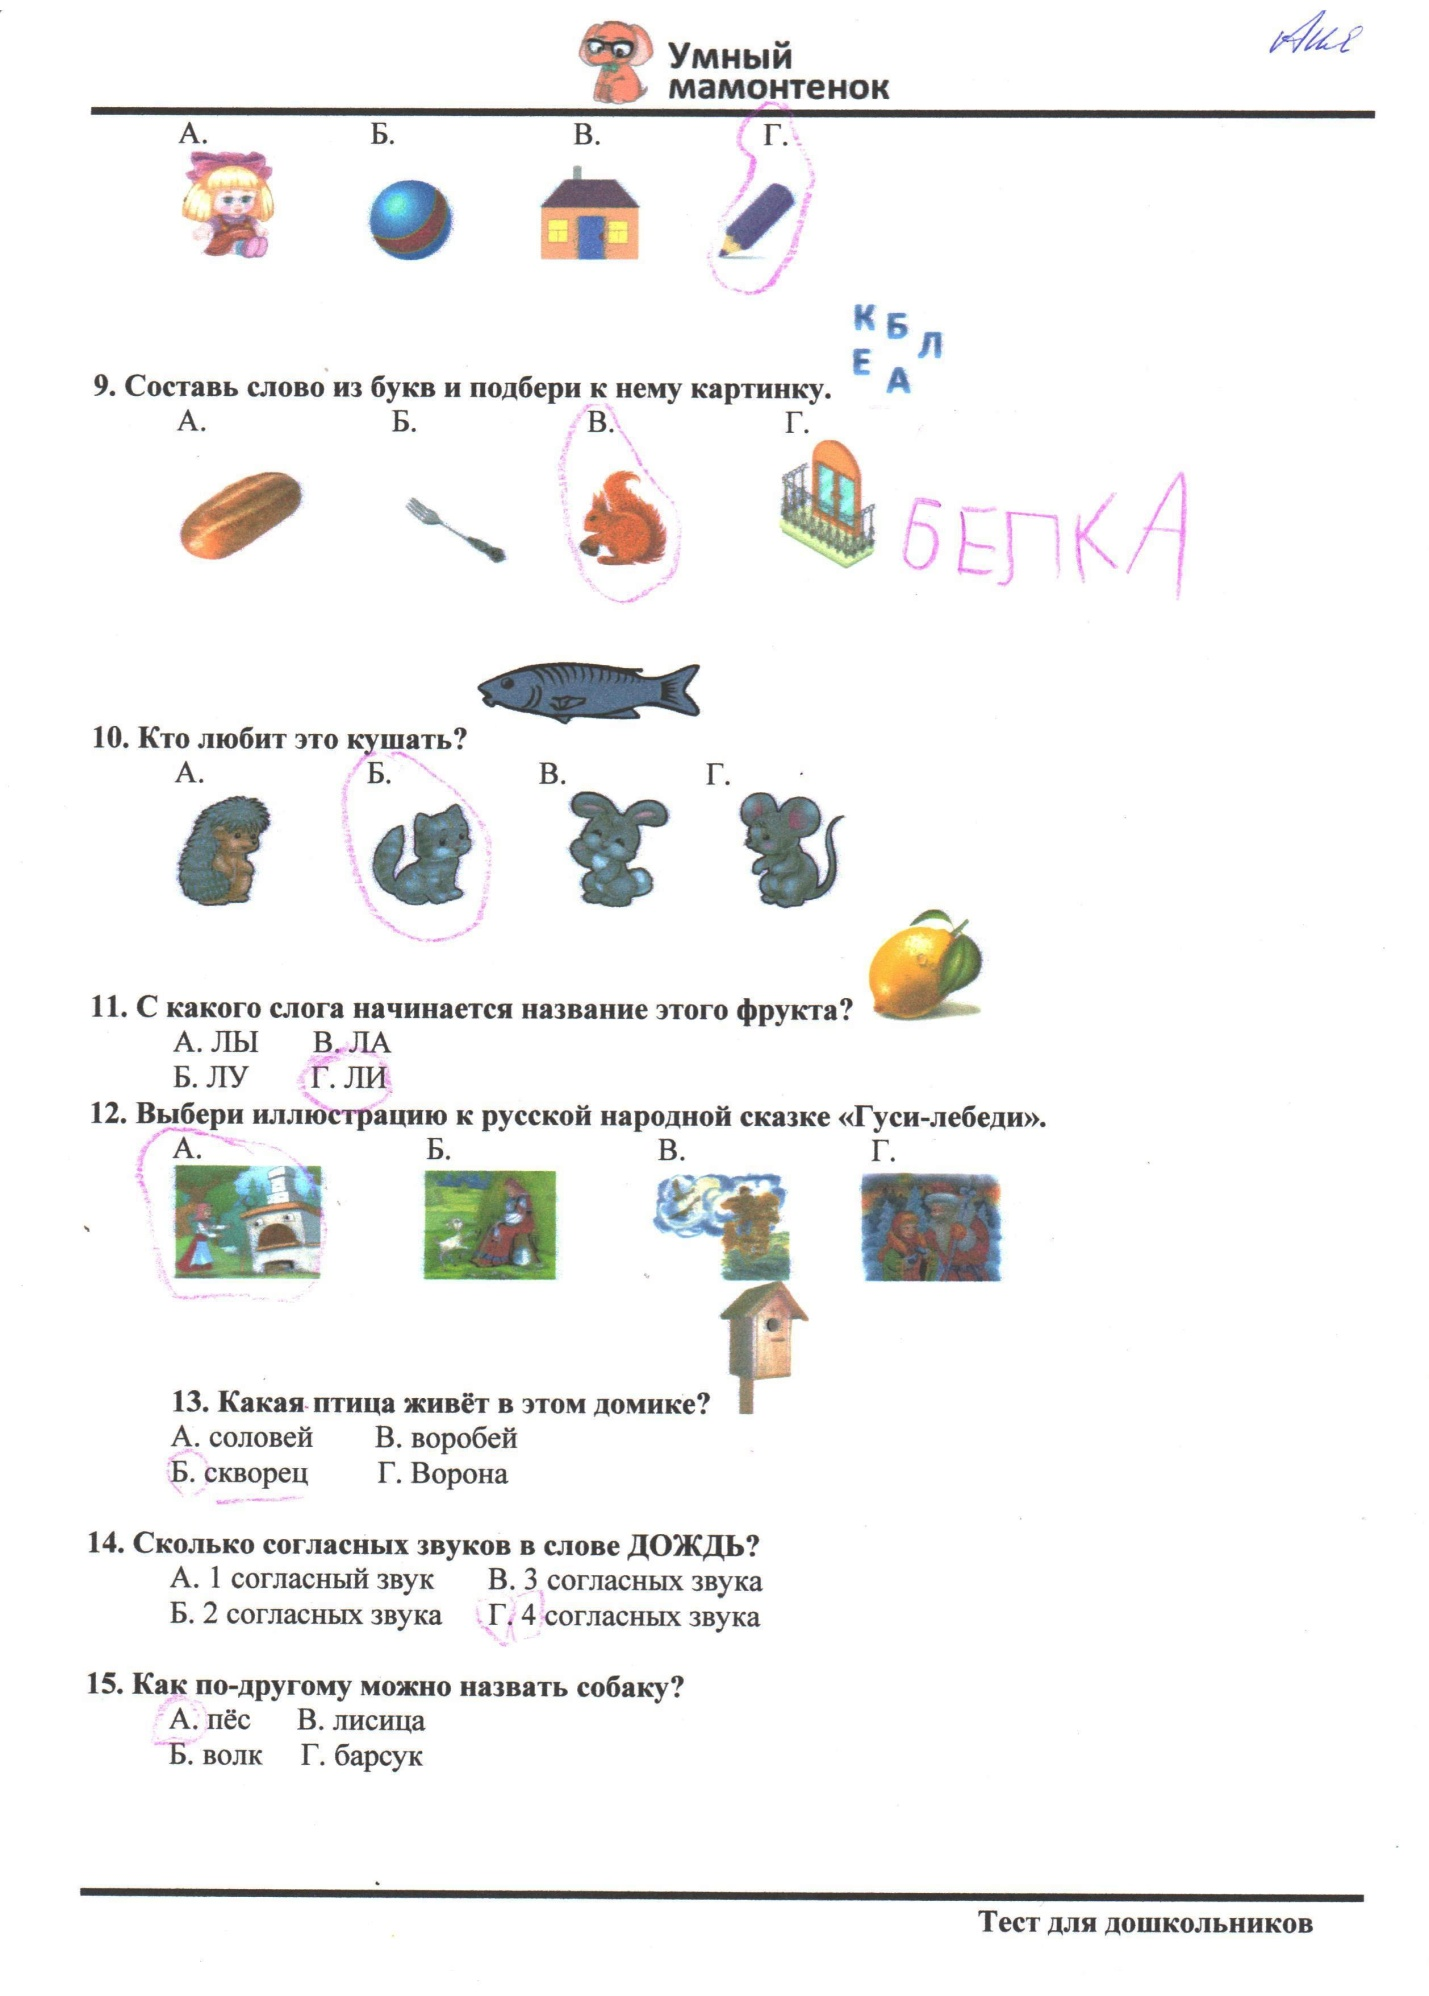 Умный
мамонтенок
А. Б. В. Г.
К Б Л
Е А
9. Составь слово из букв и подбери к нему картинку.
А. Б. В. Г.
БЕЛКА
10. Кто любит это кушать?
А. Б. В. Г.
11. С какого слога начинается название этого фрукта?
А. ЛЫ В. ЛА
Б. ЛУ Г. ЛИ
12. Выбери иллюстрацию к русской народной сказке «Гуси-лебеди».
А. Б. В. Г.
13. Какая птица живёт в этом домике?
А. соловей В. воробей
Б. скворец Г. Ворона
14. Сколько согласных звуков в слове ДОЖДЬ?
А. 1 согласный звук В. 3 согласных звука
Б. 2 согласных звука Г. 4 согласных звука
15. Как по-другому можно назвать собаку?
А. пёс В. лисица
Б. волк Г. барсук
Тест для дошкольников